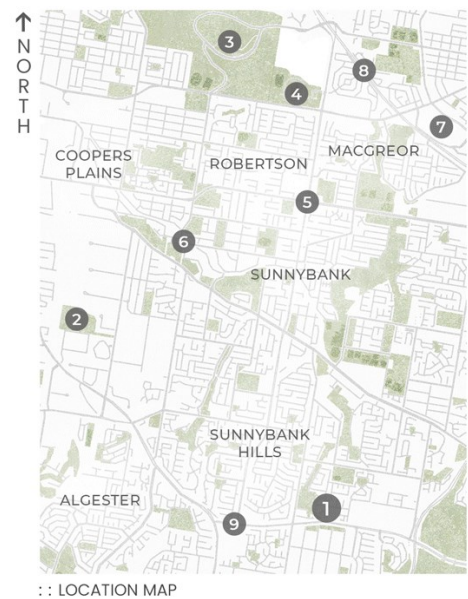 NORTH
3
8
4
7
MACGREOR
COOPERS
PLAINS
ROBERTSON
5
6
SUNNYBANK
2
SUNNYBANK
HILLS
ALGESTER
1
9
: : LOCATION MAP